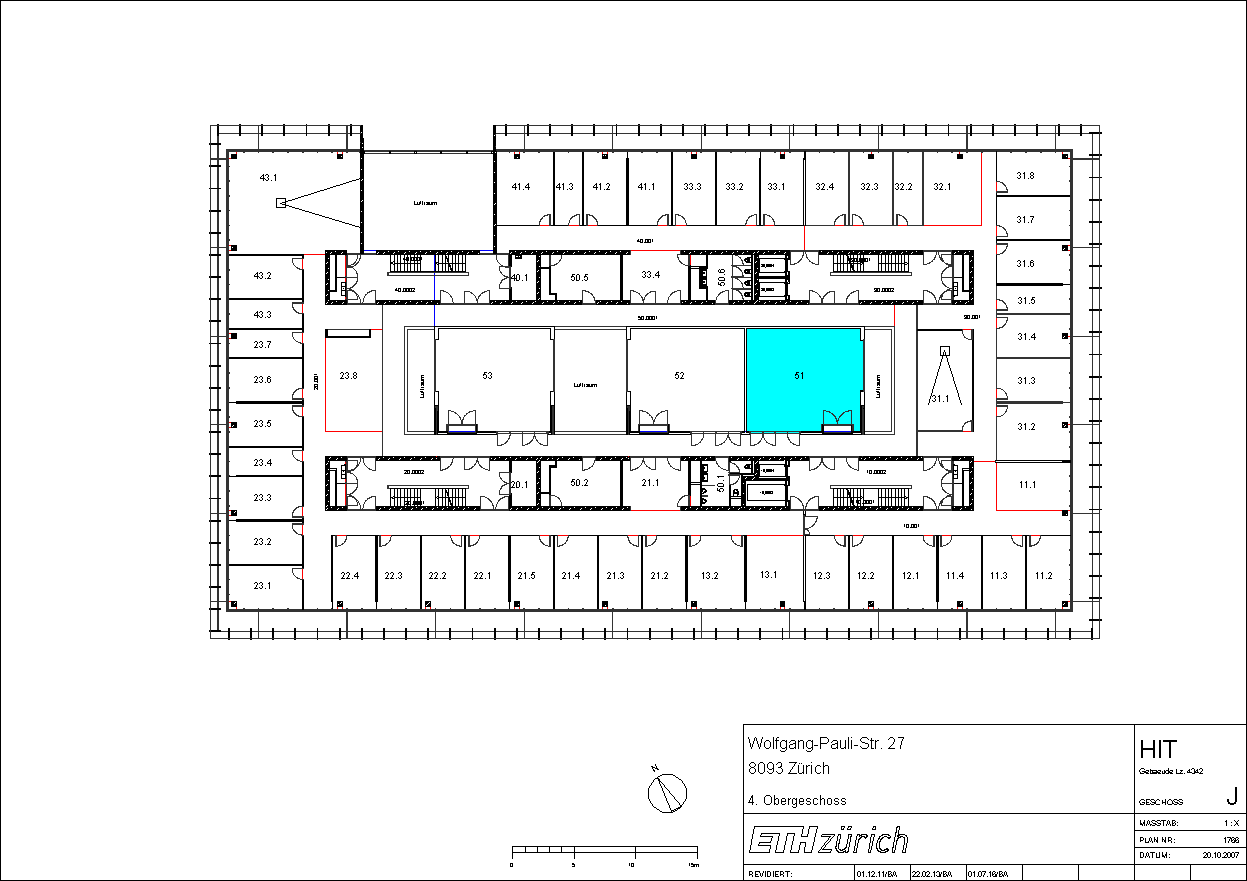 43.1
Luftraum
41.4 41.3 41.2 41.1 33.3 33.2 33.1 32.4 32.3 32.2 32.1
31.8
31.7
40.001
43.2
40.0002
40.1
50.5
33.4
50.6
30.0002
31.6
31.5
43.3
50.0001
30.001
23.7
31.4
20.001
23.8
Luftraum
53
Luftraum
52
51
Luftraum
31.1
23.6
31.3
23.5
31.2
23.4
20.0002
20.1
50.2
21.1
50.1
10.0002
11.1
23.3
10.001
23.2
23.1
22.4 22.3 22.2 22.1 21.5 21.4 21.3 21.2 13.2 13.1 12.3 12.2 12.1 11.4 11.3 11.2
N
0 5 10 15m
Wolfgang-Pauli-Str. 27
8093 Zürich
4. Obergeschoss
ETH zürich
REVIDIERT: 01.12.11/BA 22.02.13/BA 01.07.16/BA
HIT
Gebaeude Lz. 4342
GESCHOSS J
MASSTAB: 1 : X
PLAN NR: 1766
DATUM: 20.10.2007